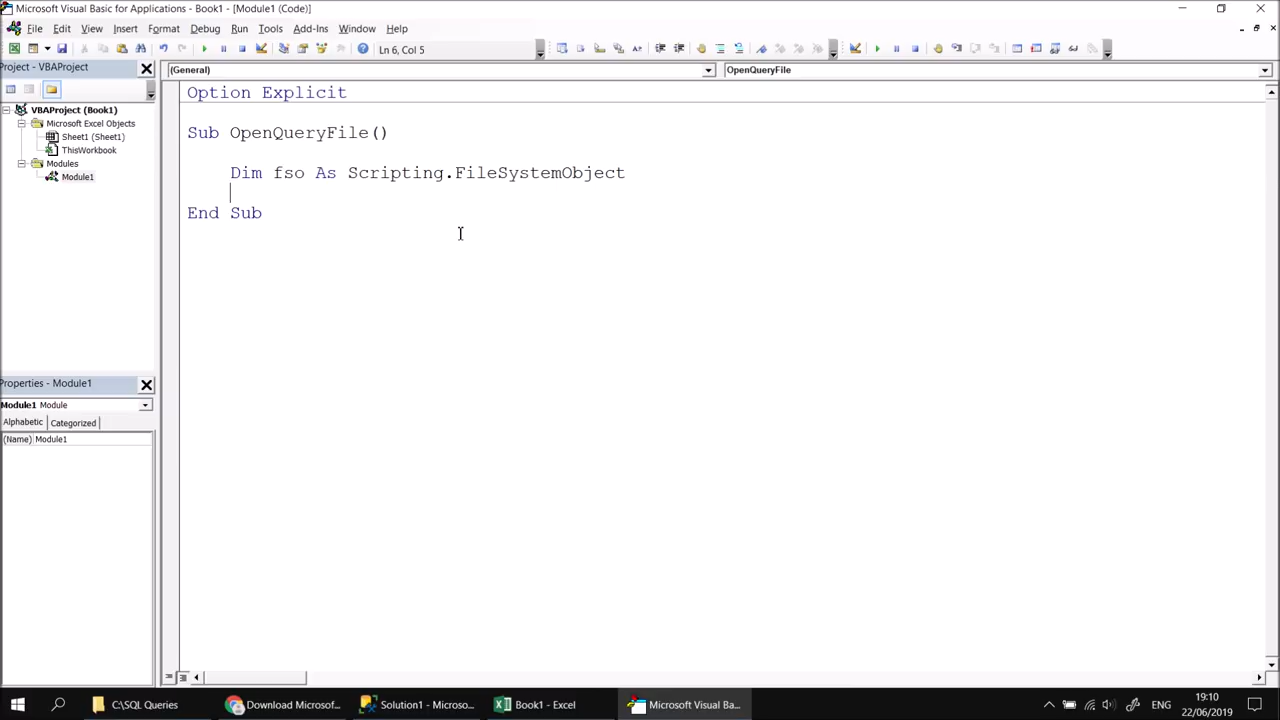 Microsoft Visual Basic for Applications - Book1 - [Module1 (Code)]
File Edit View Insert Format Debug Run Tools Add-Ins Window Help
Ln 6, Col 5
Project - VBAProject
(General)
OpenQueryFile
VBAProject (Book1)
Microsoft Excel Objects
Sheet1 (Sheet1)
ThisWorkbook
Modules
Module1
Option Explicit
Sub OpenQueryFile()
Dim fso As Scripting.FileSystemObject
End Sub
Properties - Module1
Module1 Module
Alphabetic Categorized
(Name) Module1
C:\SQL Queries
Download Microsof...
Solution1 - Microso...
Book1 - Excel
Microsoft Visual Ba...
ENG
19:10
22/06/2019